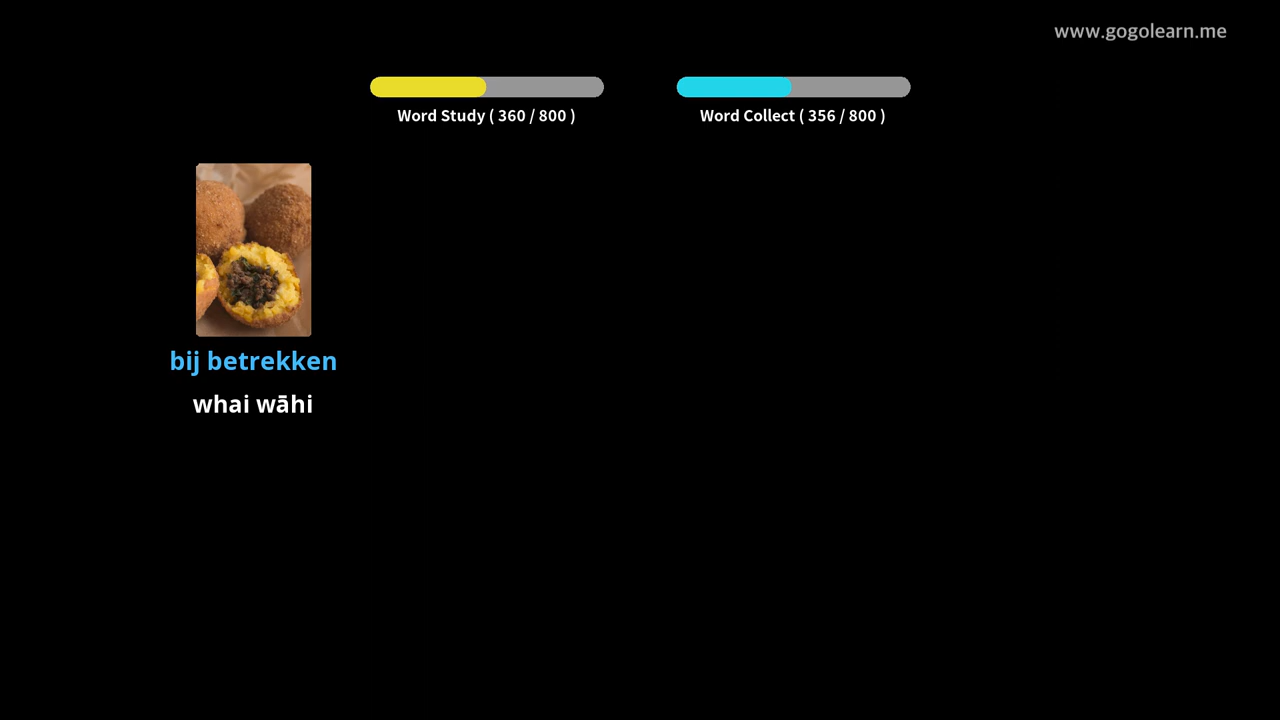 www.gogolearn.me
Word Study ( 360 / 800 )
Word Collect ( 356 / 800 )
bij betrekken
whai wāhi